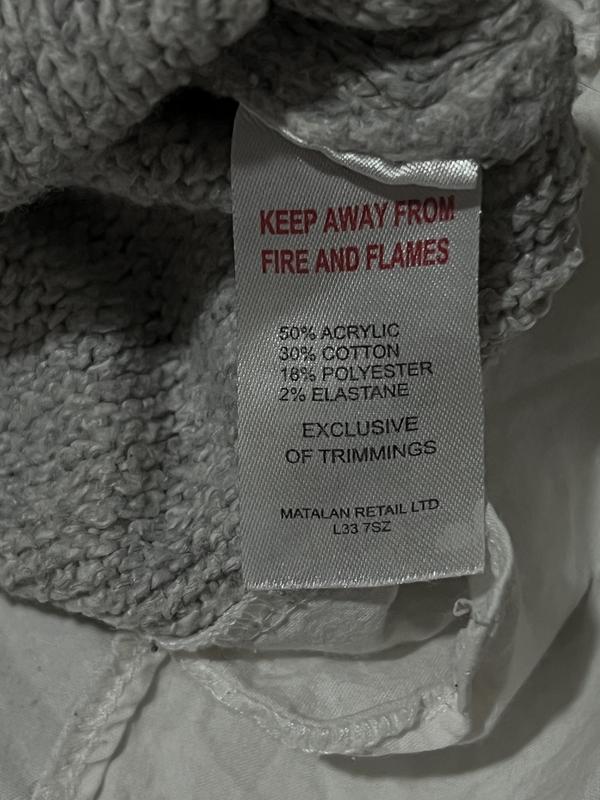 KEEP AWAY FROM
FIRE AND FLAMES
50% ACRYLIC
30% COTTON
18% POLYESTER
2% ELASTANE
EXCLUSIVE
OF TRIMMINGS
MATALAN RETAIL LTD
L33 7SZ